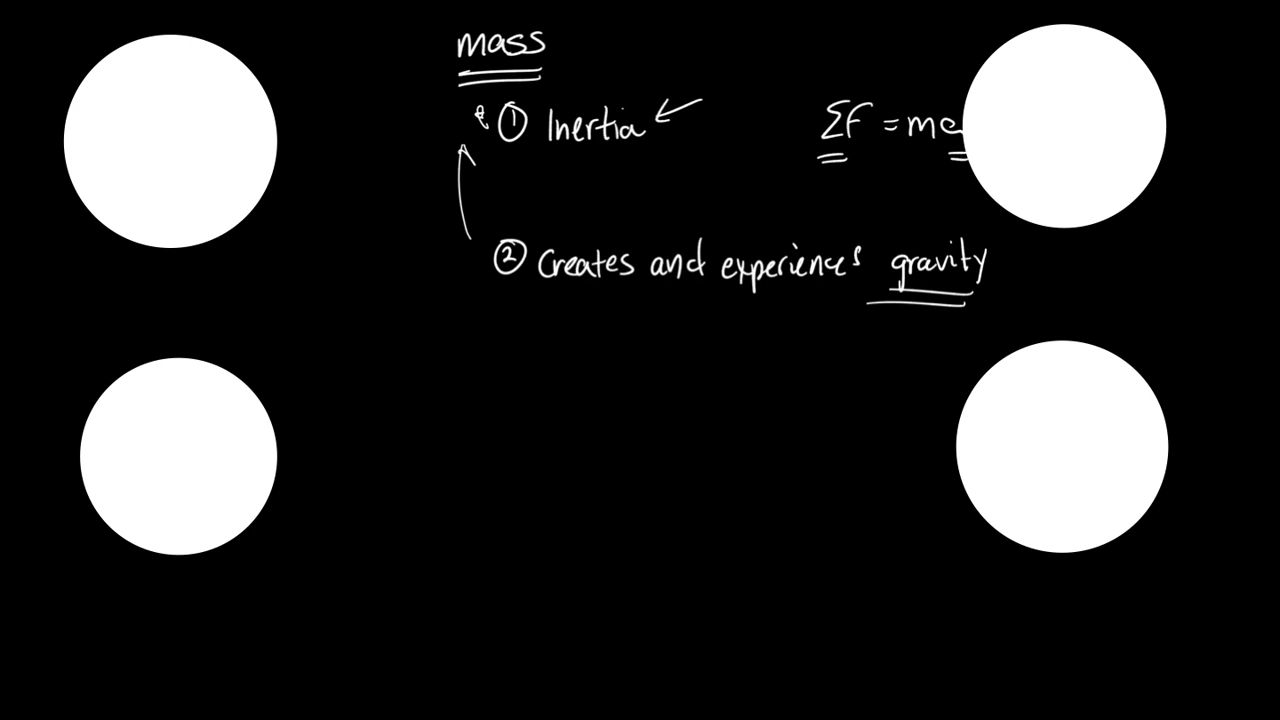 mass
① Inertia
ΣF = m
② Creates and experiences gravity